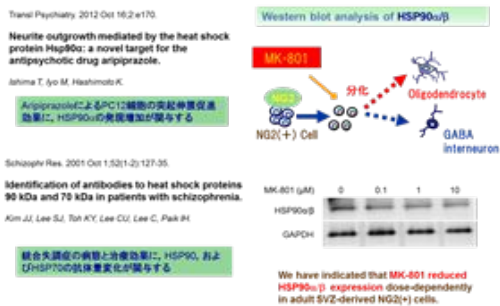 Transl Psychiatry. 2012 Oct 16;2:e170.
Neurite outgrowth mediated by the heat shock
protein Hsp90α: a novel target for the
antipsychotic drug aripiprazole.
Ishima T, Iyo M, Hashimoto K.
AripiprazoleによるPC12細胞の突起伸展促進
効果に，HSP90αの発現増加が関与する
Schizophr Res. 2001 Oct 1;52(1-2):127-35.
Identification of antibodies to heat shock proteins
90 kDa and 70 kDa in patients with schizophrenia.
Kim JJ, Lee SJ, Toh KY, Lee CU, Lee C, Paik IH.
統合失調症の病態と治療効果に，HSP90，およ
びHSP70の抗体量変化が関与する
Western blot analysis of HSP90α/β
MK-801
NG2
NG2(+) Cell
分化
Oligodendrocyte
GABA
interneuron
MK-801 (μM) 0 0.1 1 10
HSP90α/β
GAPDH
We have indicated that MK-801 reduced
HSP90α/β expression dose-dependently
in adult SVZ-derived NG2(+) cells.